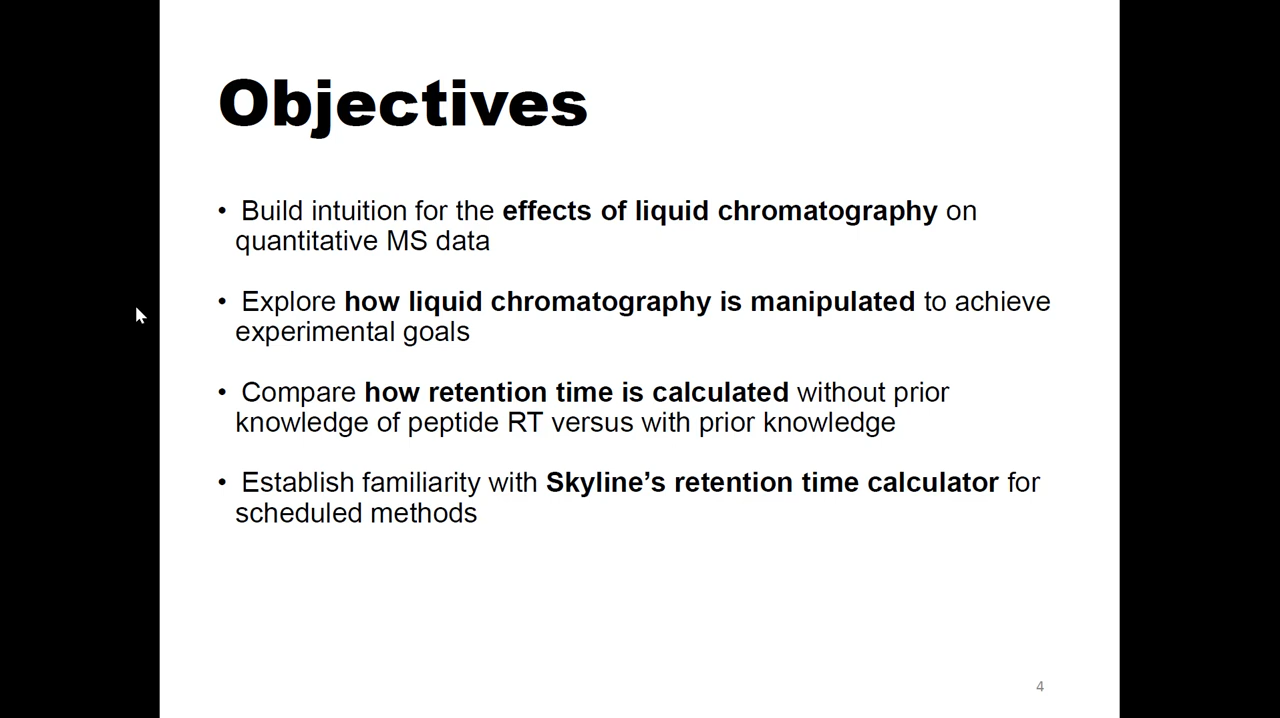 Objectives
• Build intuition for the effects of liquid chromatography on
quantitative MS data
• Explore how liquid chromatography is manipulated to achieve
experimental goals
• Compare how retention time is calculated without prior
knowledge of peptide RT versus with prior knowledge
• Establish familiarity with Skyline’s retention time calculator for
scheduled methods
4